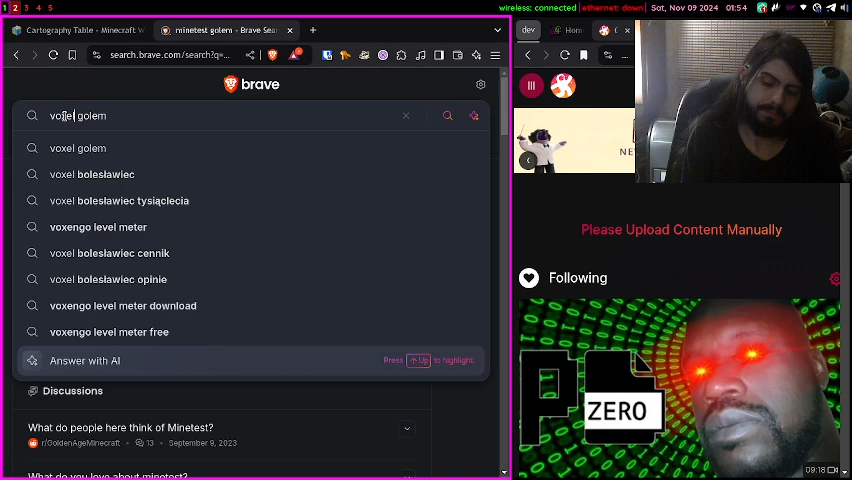 1 2 3 4 5
wireless: connected ethernet: down Sat, Nov 09 2024 01:54
Cartography Table - Minecraft W
minetest golem - Brave Sea
search.brave.com/search?q=...
brave
voxel golem
voxel golem
voxel bolesławiec
voxel bolesławiec tysiąclecia
voxengo level meter
voxel bolesławiec cennik
voxel bolesławiec opinie
voxengo level meter download
voxengo level meter free
Answer with AI
Press Up to highlight.
Discussions
What do people here think of Minetest?
r/GoldenAgeMinecraft • 13 • September 9, 2023
What do you love about minetest?
dev
Hom
NE
Please Upload Content Manually
Following
P
ZERO
09:18